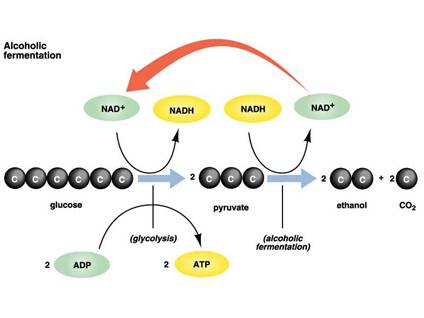 Alcoholic
fermentation
NAD+ NADH NADH NAD+
C C C C C C 2 C C C 2 C C + 2 C
glucose pyruvate ethanol CO2
(glycolysis) (alcoholic
fermentation)
2 ADP 2 ATP